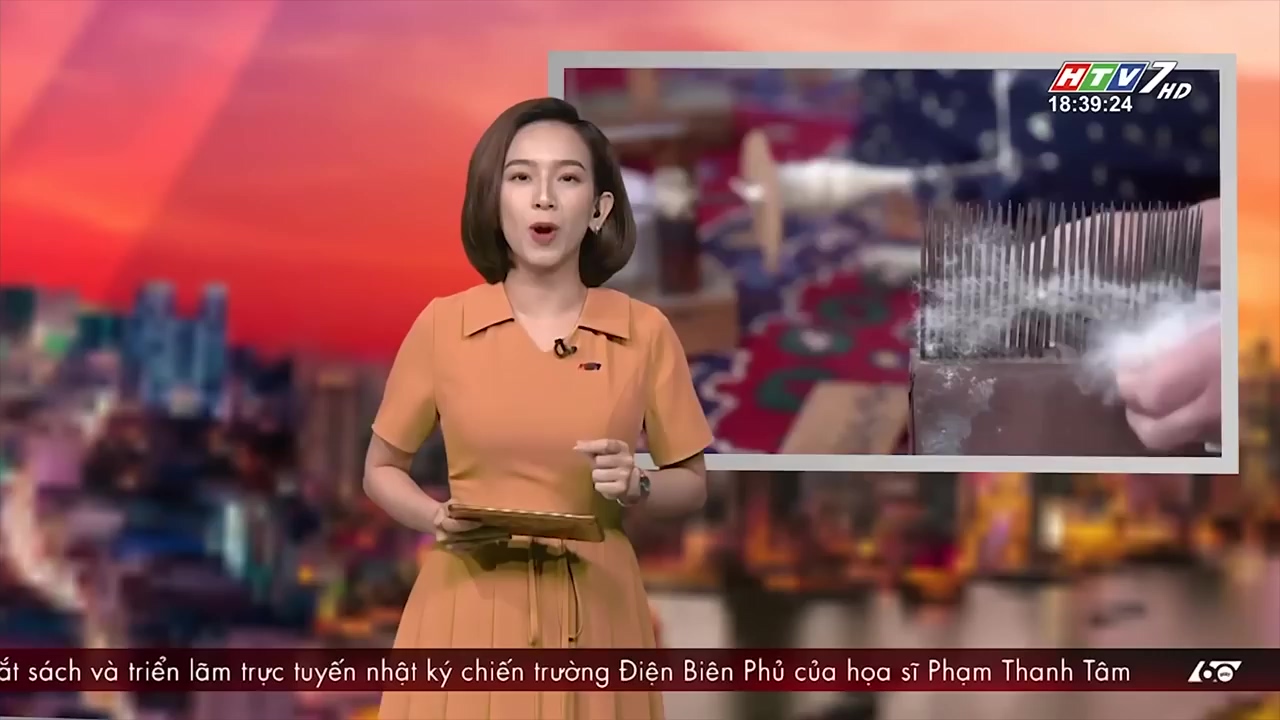 HTV7
HD
18:39:24
ắt sách và triển lãm trực tuyến nhật ký chiến trường Điện Biên Phủ của họa sĩ Phạm Thanh Tâm
60